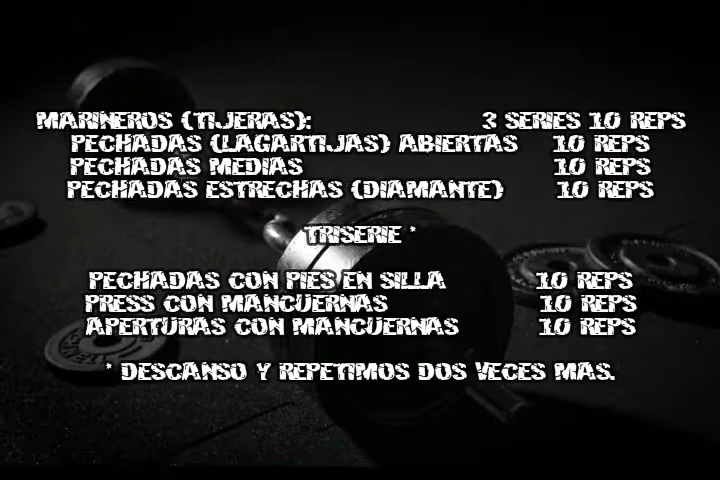 MARINEROS (TIJERAS): 3 SERIES 10 REPS
PECHADAS (LAGARTIJAS) ABIERTAS 10 REPS
PECHADAS MEDIAS 10 REPS
PECHADAS ESTRECHAS (DIAMANTE) 10 REPS
TRISERIE *
PECHADAS CON PIES EN SILLA 10 REPS
PRESS CON MANCUERNAS 10 REPS
APERTURAS CON MANCUERNAS 10 REPS
* DESCANSO Y REPETIMOS DOS VECES MAS.